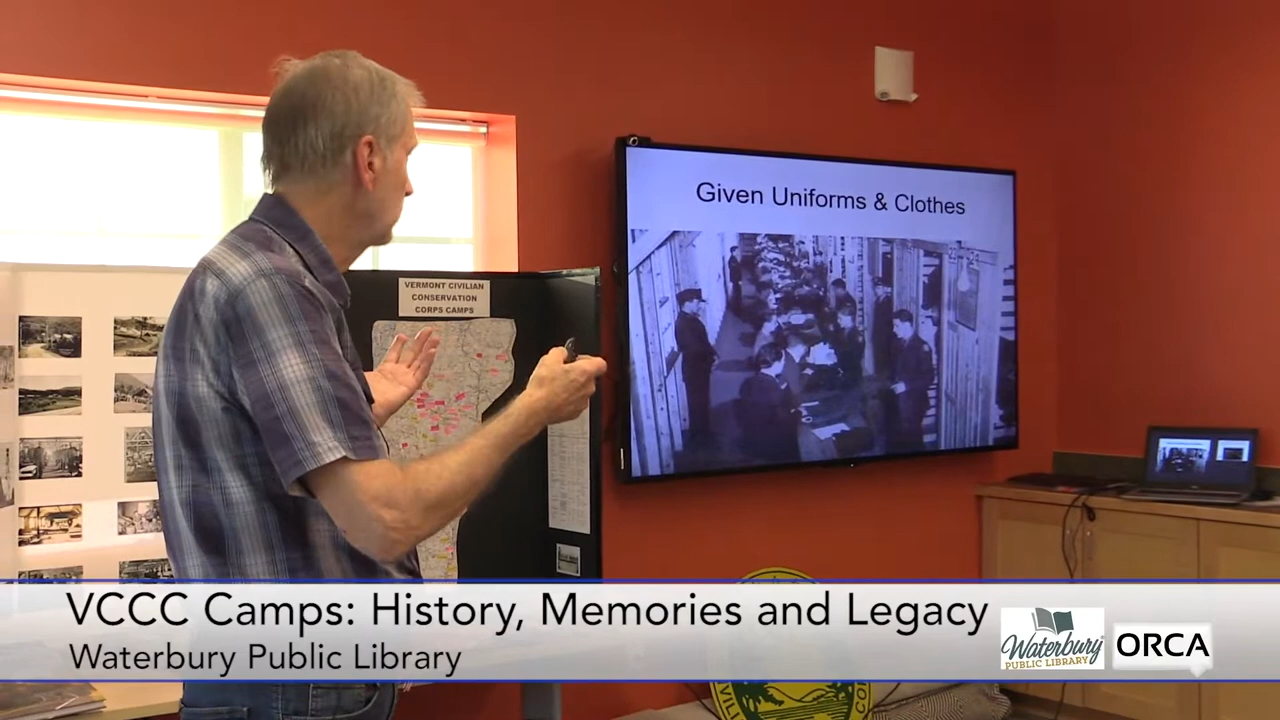 Given Uniforms & Clothes
VERMONT CIVILIAN
CONSERVATION
CORPS CAMPS
VCCC Camps: History, Memories and Legacy
Waterbury Public Library
Waterbury
PUBLIC LIBRARY
ORCA